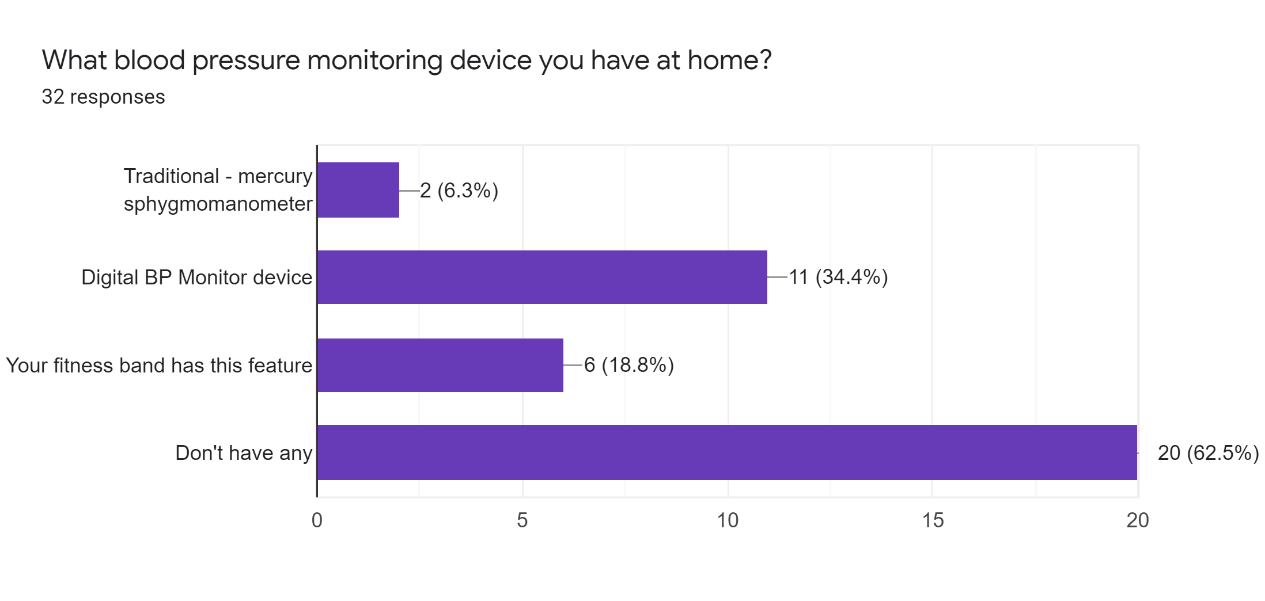 What blood pressure monitoring device you have at home?
32 responses
Traditional - mercury
sphygmomanometer
2 (6.3%)
Digital BP Monitor device
11 (34.4%)
Your fitness band has this feature
6 (18.8%)
Don't have any
20 (62.5%)
0
5
10
15
20